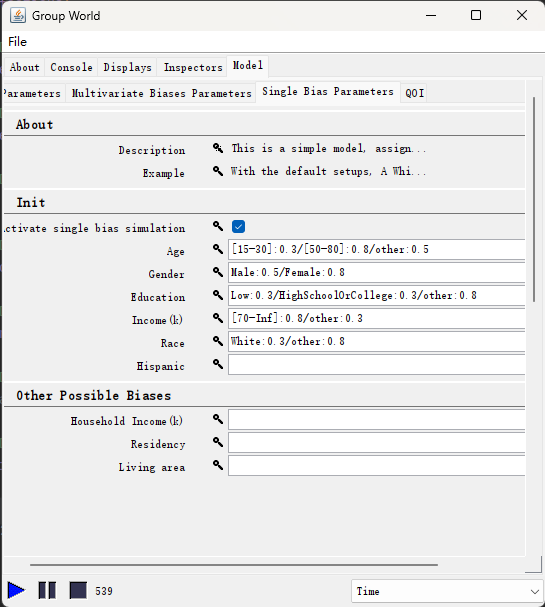 Group World
File
About Console Displays Inspectors Model
Parameters Multivariate Biases Parameters Single Bias Parameters QOI
About
Description This is a simple model, assign...
Example With the default setups, A Whi...
Init
ctivate single bias simulation
Age [15-30]:0.3/[50-80]:0.8/other:0.5
Gender Male:0.5/Female:0.8
Education Low:0.3/HighSchoolOrCollege:0.3/other:0.8
Income(k) [70-Inf]:0.8/other:0.3
Race White:0.3/other:0.8
Hispanic
Other Possible Biases
Household Income(k)
Residency
Living area
539 Time